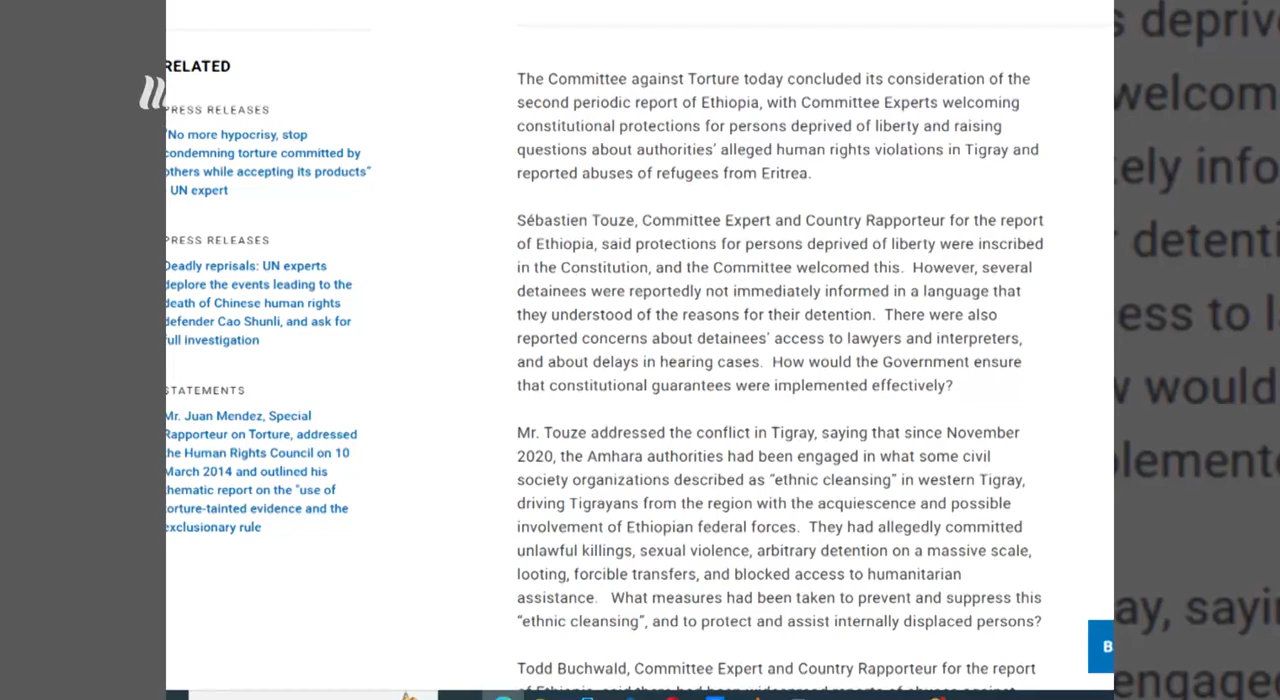 RELATED
PRESS RELEASES
"No more hypocrisy, stop
condemning torture committed by
others while accepting its products"
UN expert
PRESS RELEASES
Deadly reprisals: UN experts
deplore the events leading to the
death of Chinese human rights
defender Cao Shunli, and ask for
full investigation
STATEMENTS
Mr. Juan Mendez, Special
Rapporteur on Torture, addressed
the Human Rights Council on 10
March 2014 and outlined his
thematic report on the "use of
torture-tainted evidence and the
exclusionary rule
The Committee against Torture today concluded its consideration of the
second periodic report of Ethiopia, with Committee Experts welcoming
constitutional protections for persons deprived of liberty and raising
questions about authorities' alleged human rights violations in Tigray and
reported abuses of refugees from Eritrea.
Sébastien Touze, Committee Expert and Country Rapporteur for the report
of Ethiopia, said protections for persons deprived of liberty were inscribed
in the Constitution, and the Committee welcomed this. However, several
detainees were reportedly not immediately informed in a language that
they understood of the reasons for their detention. There were also
reported concerns about detainees' access to lawyers and interpreters,
and about delays in hearing cases. How would the Government ensure
that constitutional guarantees were implemented effectively?
Mr. Touze addressed the conflict in Tigray, saying that since November
2020, the Amhara authorities had been engaged in what some civil
society organizations described as "ethnic cleansing" in western Tigray,
driving Tigrayans from the region with the acquiescence and possible
involvement of Ethiopian federal forces. They had allegedly committed
unlawful killings, sexual violence, arbitrary detention on a massive scale,
looting, forcible transfers, and blocked access to humanitarian
assistance. What measures had been taken to prevent and suppress this
"ethnic cleansing", and to protect and assist internally displaced persons?
Todd Buchwald, Committee Expert and Country Rapporteur for the report
B
s depriv
welcom
ely info
detenti
ess to l
w would
lement
ay, sayi
engaged